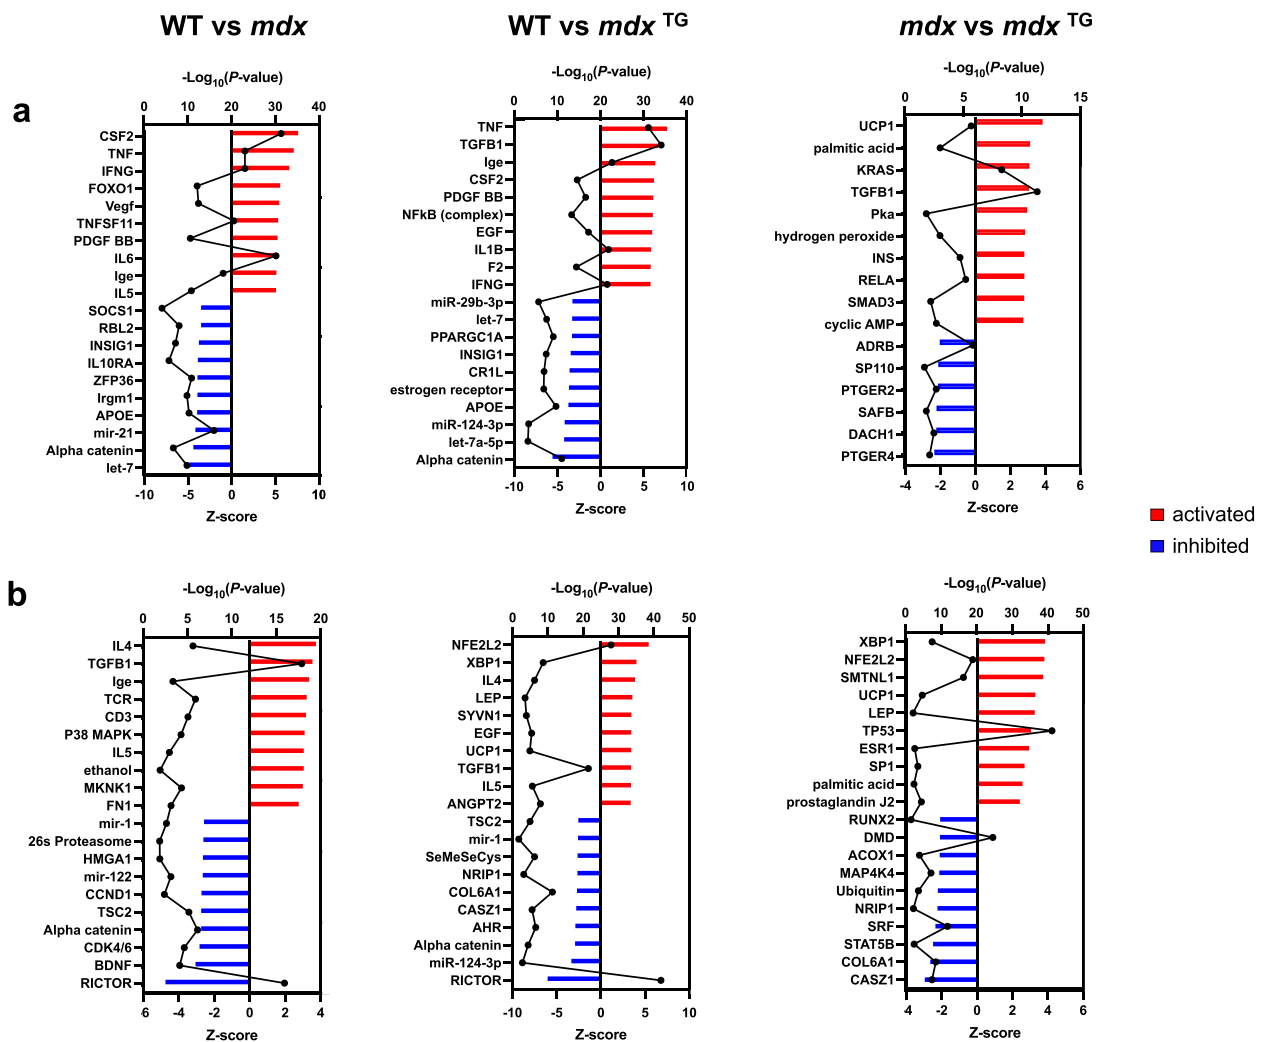 WT vs mdx
WT vs mdx TG
mdx vs mdx TG
a
-Log10(P-value)
0 10 20 30 40
CSF2
TNF
IFNG
FOXO1
Vegf
TNFSF11
PDGF BB
IL6
Ige
IL5
SOCS1
RBL2
INSIG1
IL10RA
ZFP36
Irgm1
APOE
mir-21
Alpha catenin
let-7
-10 -5 0 5 10
Z-score
-Log10(P-value)
0 10 20 30 40
TNF
TGFB1
Ige
CSF2
PDGF BB
NFkB (complex)
EGF
IL1B
F2
IFNG
miR-29b-3p
let-7
PPARGC1A
INSIG1
CR1L
estrogen receptor
APOE
miR-124-3p
let-7a-5p
Alpha catenin
-10 -5 0 5 10
Z-score
-Log10(P-value)
0 5 10 15
UCP1
palmitic acid
KRAS
TGFB1
Pka
hydrogen peroxide
INS
RELA
SMAD3
cyclic AMP
ADRB
SP110
PTGER2
SAFB
DACH1
PTGER4
-4 -2 0 2 4 6
Z-score
activated
inhibited
b
-Log10(P-value)
0 5 10 15 20
IL4
TGFB1
Ige
TCR
CD3
P38 MAPK
IL5
ethanol
MKNK1
FN1
mir-1
26s Proteasome
HMGA1
mir-122
CCND1
TSC2
Alpha catenin
CDK4/6
BDNF
RICTOR
6 -4 -2 0 2 4
Z-score
-Log10(P-value)
0 10 20 30 40 50
NFE2L2
XBP1
IL4
LEP
SYVN1
EGF
UCP1
TGFB1
IL5
ANGPT2
TSC2
mir-1
SeMeSeCys
NRIP1
COL6A1
CASZ1
AHR
Alpha catenin
miR-124-3p
RICTOR
-10 -5 0 5 10
Z-score
-Log10(P-value)
0 10 20 30 40 50
XBP1
NFE2L2
SMTNL1
UCP1
LEP
TP53
ESR1
SP1
palmitic acid
prostaglandin J2
RUNX2
DMD
ACOX1
MAP4K4
Ubiquitin
NRIP1
SRF
STAT5B
COL6A1
CASZ1
-4 -2 0 2 4 6
Z-score